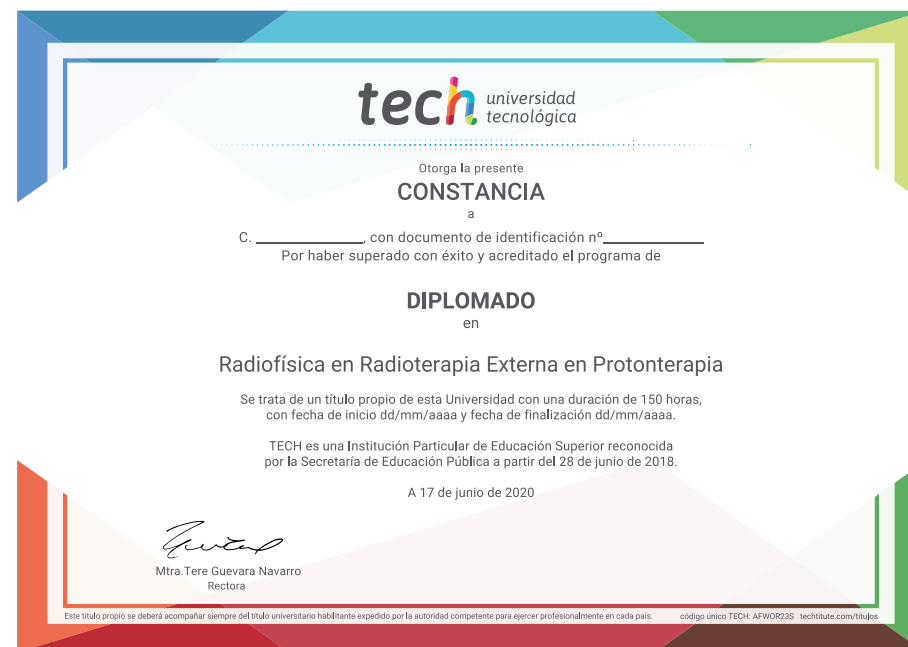 tech universidad
tecnológica
Otorga la presente
CONSTANCIA
a
C. ____________, con documento de identificación nº____________
Por haber superado con éxito y acreditado el programa de
DIPLOMADO
en
Radiofísica en Radioterapia Externa en Protonterapia
Se trata de un título propio de esta Universidad con una duración de 150 horas,
con fecha de inicio dd/mm/aaaa y fecha de finalización dd/mm/aaaa.
TECH es una Institución Particular de Educación Superior reconocida
por la Secretaría de Educación Pública a partir del 28 de junio de 2018.
A 17 de junio de 2020
Mtra.Tere Guevara Navarro
Rectora
Este título propio se deberá acompañar siempre del título universitario habilitante expedido por la autoridad competente para ejercer profesionalmente en cada país. código único TECH: AFWOR23S techtitute.com/titulos